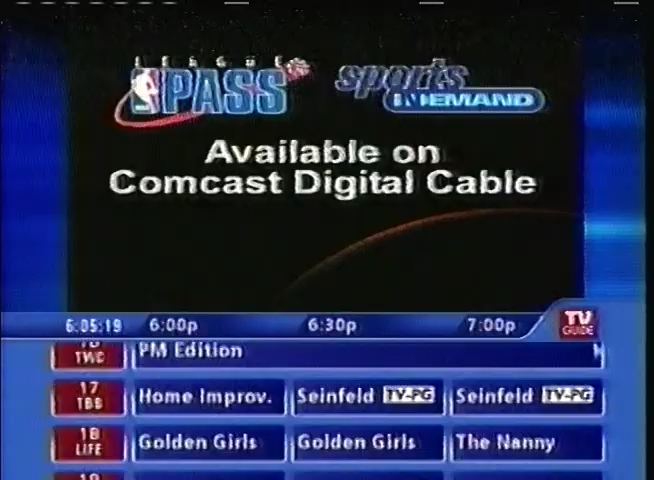 LEAGUE
PASS
sports
iN DEMAND
Available on
Comcast Digital Cable
6:05:19 6:00p 6:30p 7:00p
TV
GUIDE
TWC
PM Edition
17
TBS
Home Improv. Seinfeld TV-PG Seinfeld TV-PG
18
LIFE
Golden Girls Golden Girls The Nanny